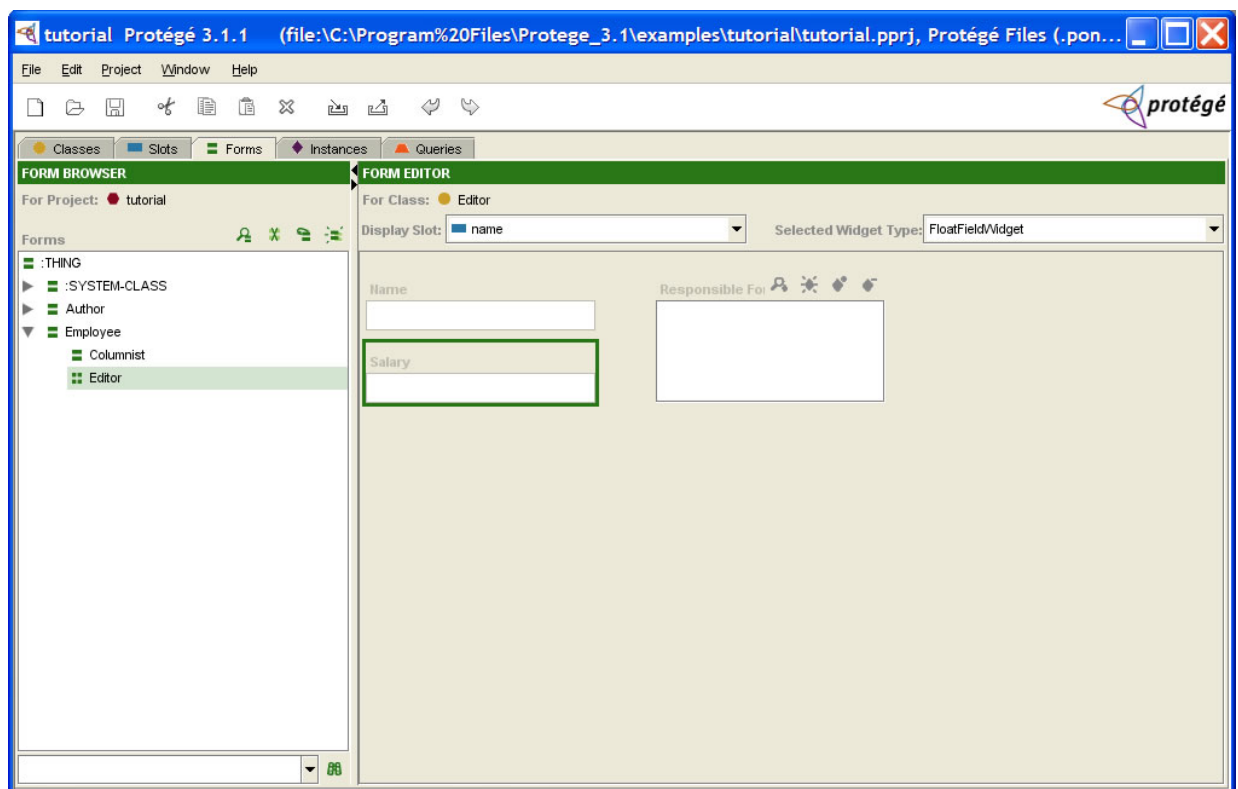 tutorial Protégé 3.1.1 (file:\C:\Program%20Files\Protege_3.1\examples\tutorial\tutorial.pprj, Protégé Files (.pon...
File Edit Project Window Help
protégé
Classes Slots Forms Instances Queries
FORM BROWSER
For Project: tutorial
Forms
:THING
:SYSTEM-CLASS
Author
Employee
Columnist
Editor
FORM EDITOR
For Class: Editor
Display Slot: name Selected Widget Type: FloatFieldWidget
Name
Responsible For
Salary